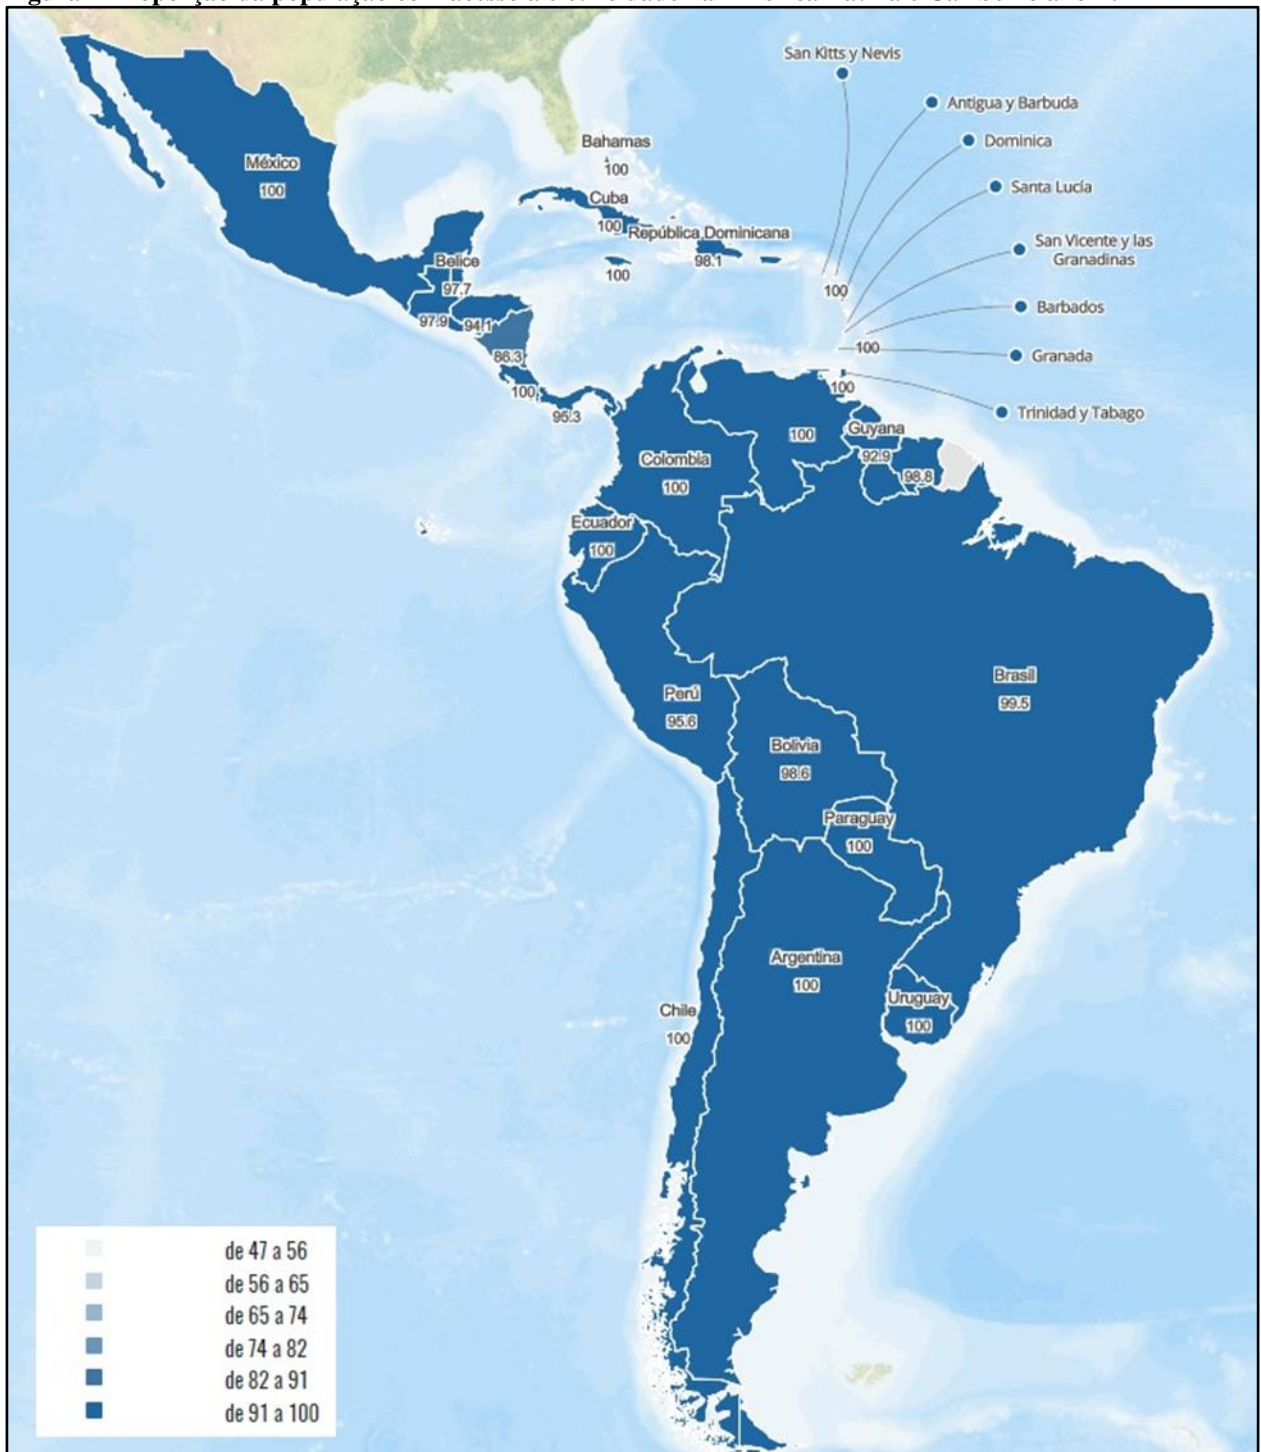 San Kitts y Nevis
Antigua y Barbuda
Dominica
Santa Lucía
San Vicente y las
Granadinas
Barbados
Granada
Trinidad y Tabago
100
100
100
Bahamas
100
México
100
Cuba
100
República Dominicana
98.1
100
Belice
97.7
97.9
94.1
86.3
100
95.3
100
Guyana
92.9
98.8
Colombia
100
Ecuador
100
Perú
95.6
Brasil
99.5
Bolivia
98.6
Paraguay
100
Argentina
100
Chile
100
Uruguay
100
de 47 a 56
de 56 a 65
de 65 a 74
de 74 a 82
de 82 a 91
de 91 a 100